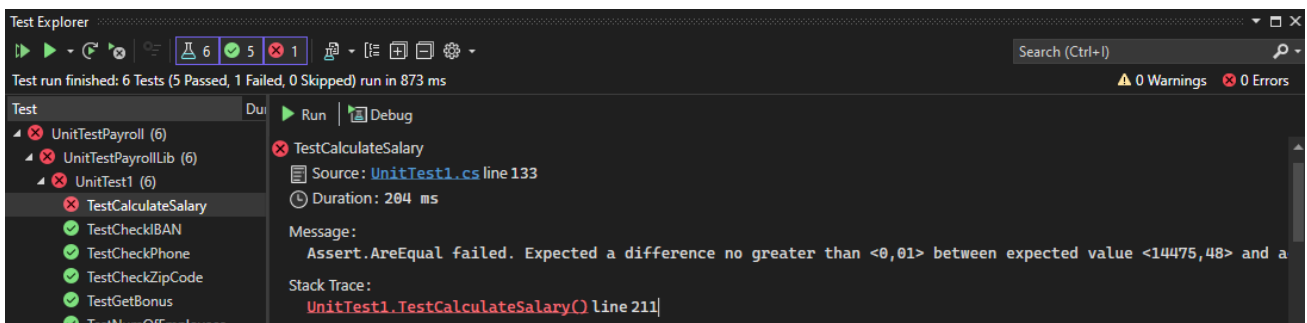 Test Explorer
6 5 1 Search (Ctrl+I)
Test run finished: 6 Tests (5 Passed, 1 Failed, 0 Skipped) run in 873 ms 0 Warnings 0 Errors
Test Du Run Debug
UnitTestPayroll (6)
TestCalculateSalary
UnitTestPayrollLib (6)
Source: UnitTest1.cs line 133
UnitTest1 (6)
Duration: 204 ms
TestCalculateSalary
TestCheckIBAN
Message:
TestCheckPhone
Assert.AreEqual failed. Expected a difference no greater than <0,01> between expected value <14475,48> and a
TestCheckZipCode
Stack Trace:
TestGetBonus
UnitTest1.TestCalculateSalary() line 211